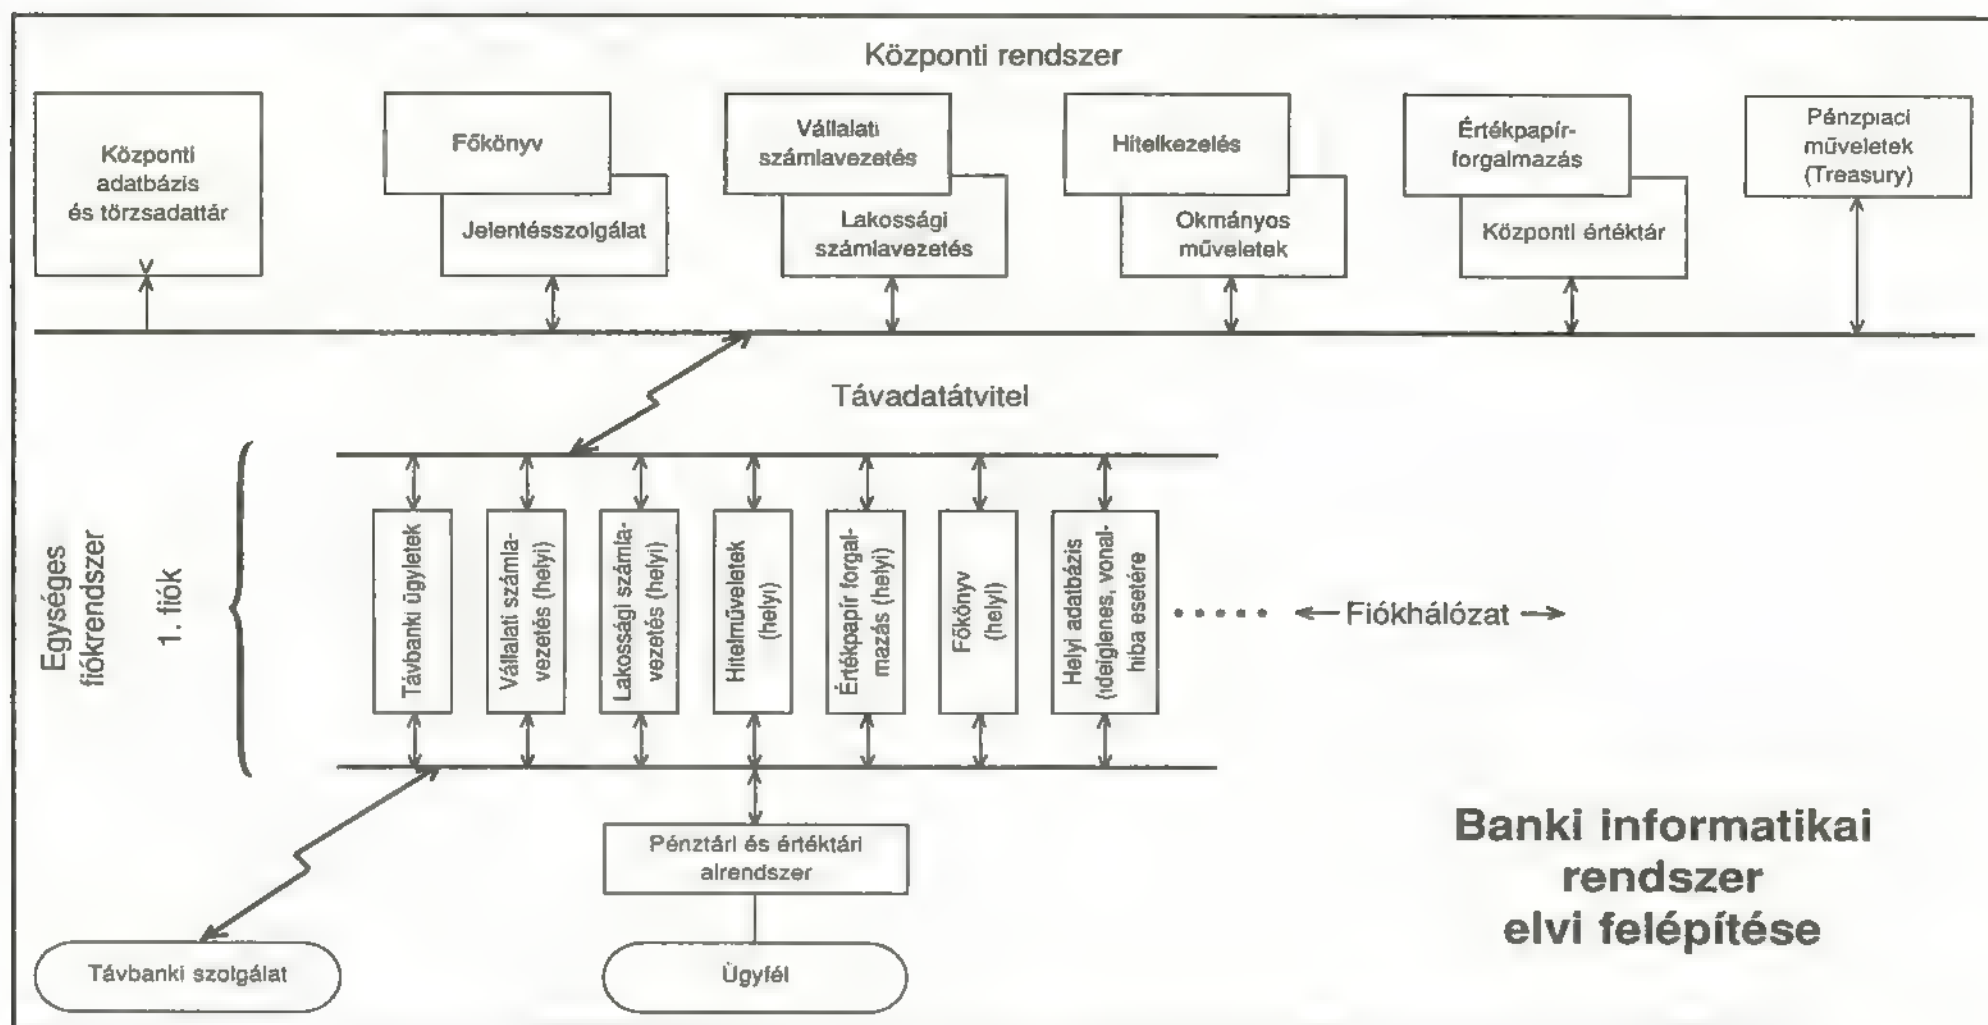 Központi rendszer
Központi
adatbázis
és törzsadattár
Főkönyv
Jelentésszolgálat
Vállalati
számlavezetés
Lakossági
számlavezetés
Hitelkezelés
Okmányos
műveletek
Értékpapír-
forgalmazás
Központi értéktár
Pénzpiaci
műveletek
(Treasury)
Távadatátvitel
Egységes
fiókrendszer
1. fiók
Távbanki ügyletek
Vállalati számla-
vezetés (helyi)
Lakossági számla-
vezetés (helyi)
Hitelműveletek
(helyi)
Értékpapír forgal-
mazás (helyi)
Főkönyv
(helyi)
Helyi adatbázis
(ideiglenes, vonal-
hiba esetére
Fiókhálózat
Pénztári és értéktári
alrendszer
Távbanki szolgálat
Ügyfél
Banki informatikai
rendszer
elvi felépítése